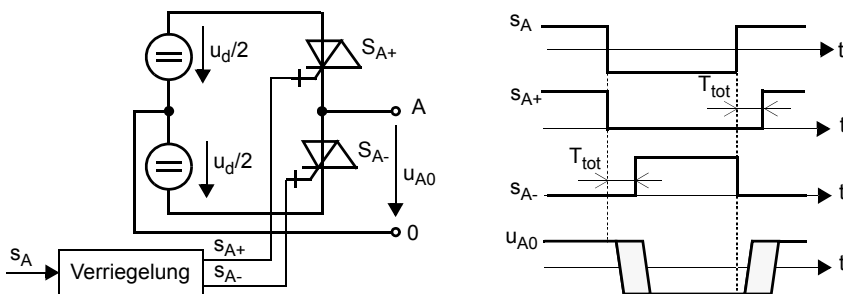 u_d/2
S_A+
A
u_d/2
S_A-
u_A0
0
s_A
Verriegelung
s_A+
s_A-
s_A
t
s_A+
T_tot
t
T_tot
s_A-
t
u_A0
t